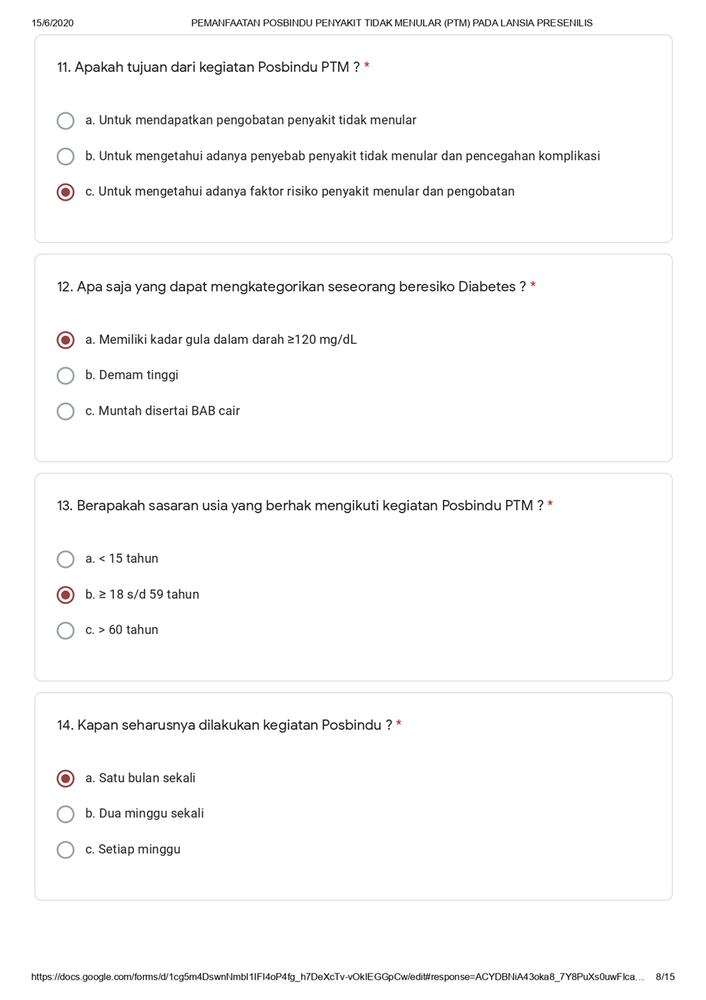 15/6/2020 PEMANFAATAN POSBINDU PENYAKIT TIDAK MENULAR (PTM) PADA LANSIA PRESENILIS
11. Apakah tujuan dari kegiatan Posbindu PTM ? *
a. Untuk mendapatkan pengobatan penyakit tidak menular
b. Untuk mengetahui adanya penyebab penyakit tidak menular dan pencegahan komplikasi
c. Untuk mengetahui adanya faktor risiko penyakit menular dan pengobatan
12. Apa saja yang dapat mengkategorikan seseorang beresiko Diabetes ? *
a. Memiliki kadar gula dalam darah ≥120 mg/dL
b. Demam tinggi
c. Muntah disertai BAB cair
13. Berapakah sasaran usia yang berhak mengikuti kegiatan Posbindu PTM ? *
a. < 15 tahun
b. ≥ 18 s/d 59 tahun
c. > 60 tahun
14. Kapan seharusnya dilakukan kegiatan Posbindu ? *
a. Satu bulan sekali
b. Dua minggu sekali
c. Setiap minggu
https://docs.google.com/forms/d/1cg5m4DswnNmbI1IFI4oP4fg_h7DeXcTv-vOkIEGGpCw/edit#response=ACYDBNiA43oka8_7Y8PuXs0uwFIca… 8/15